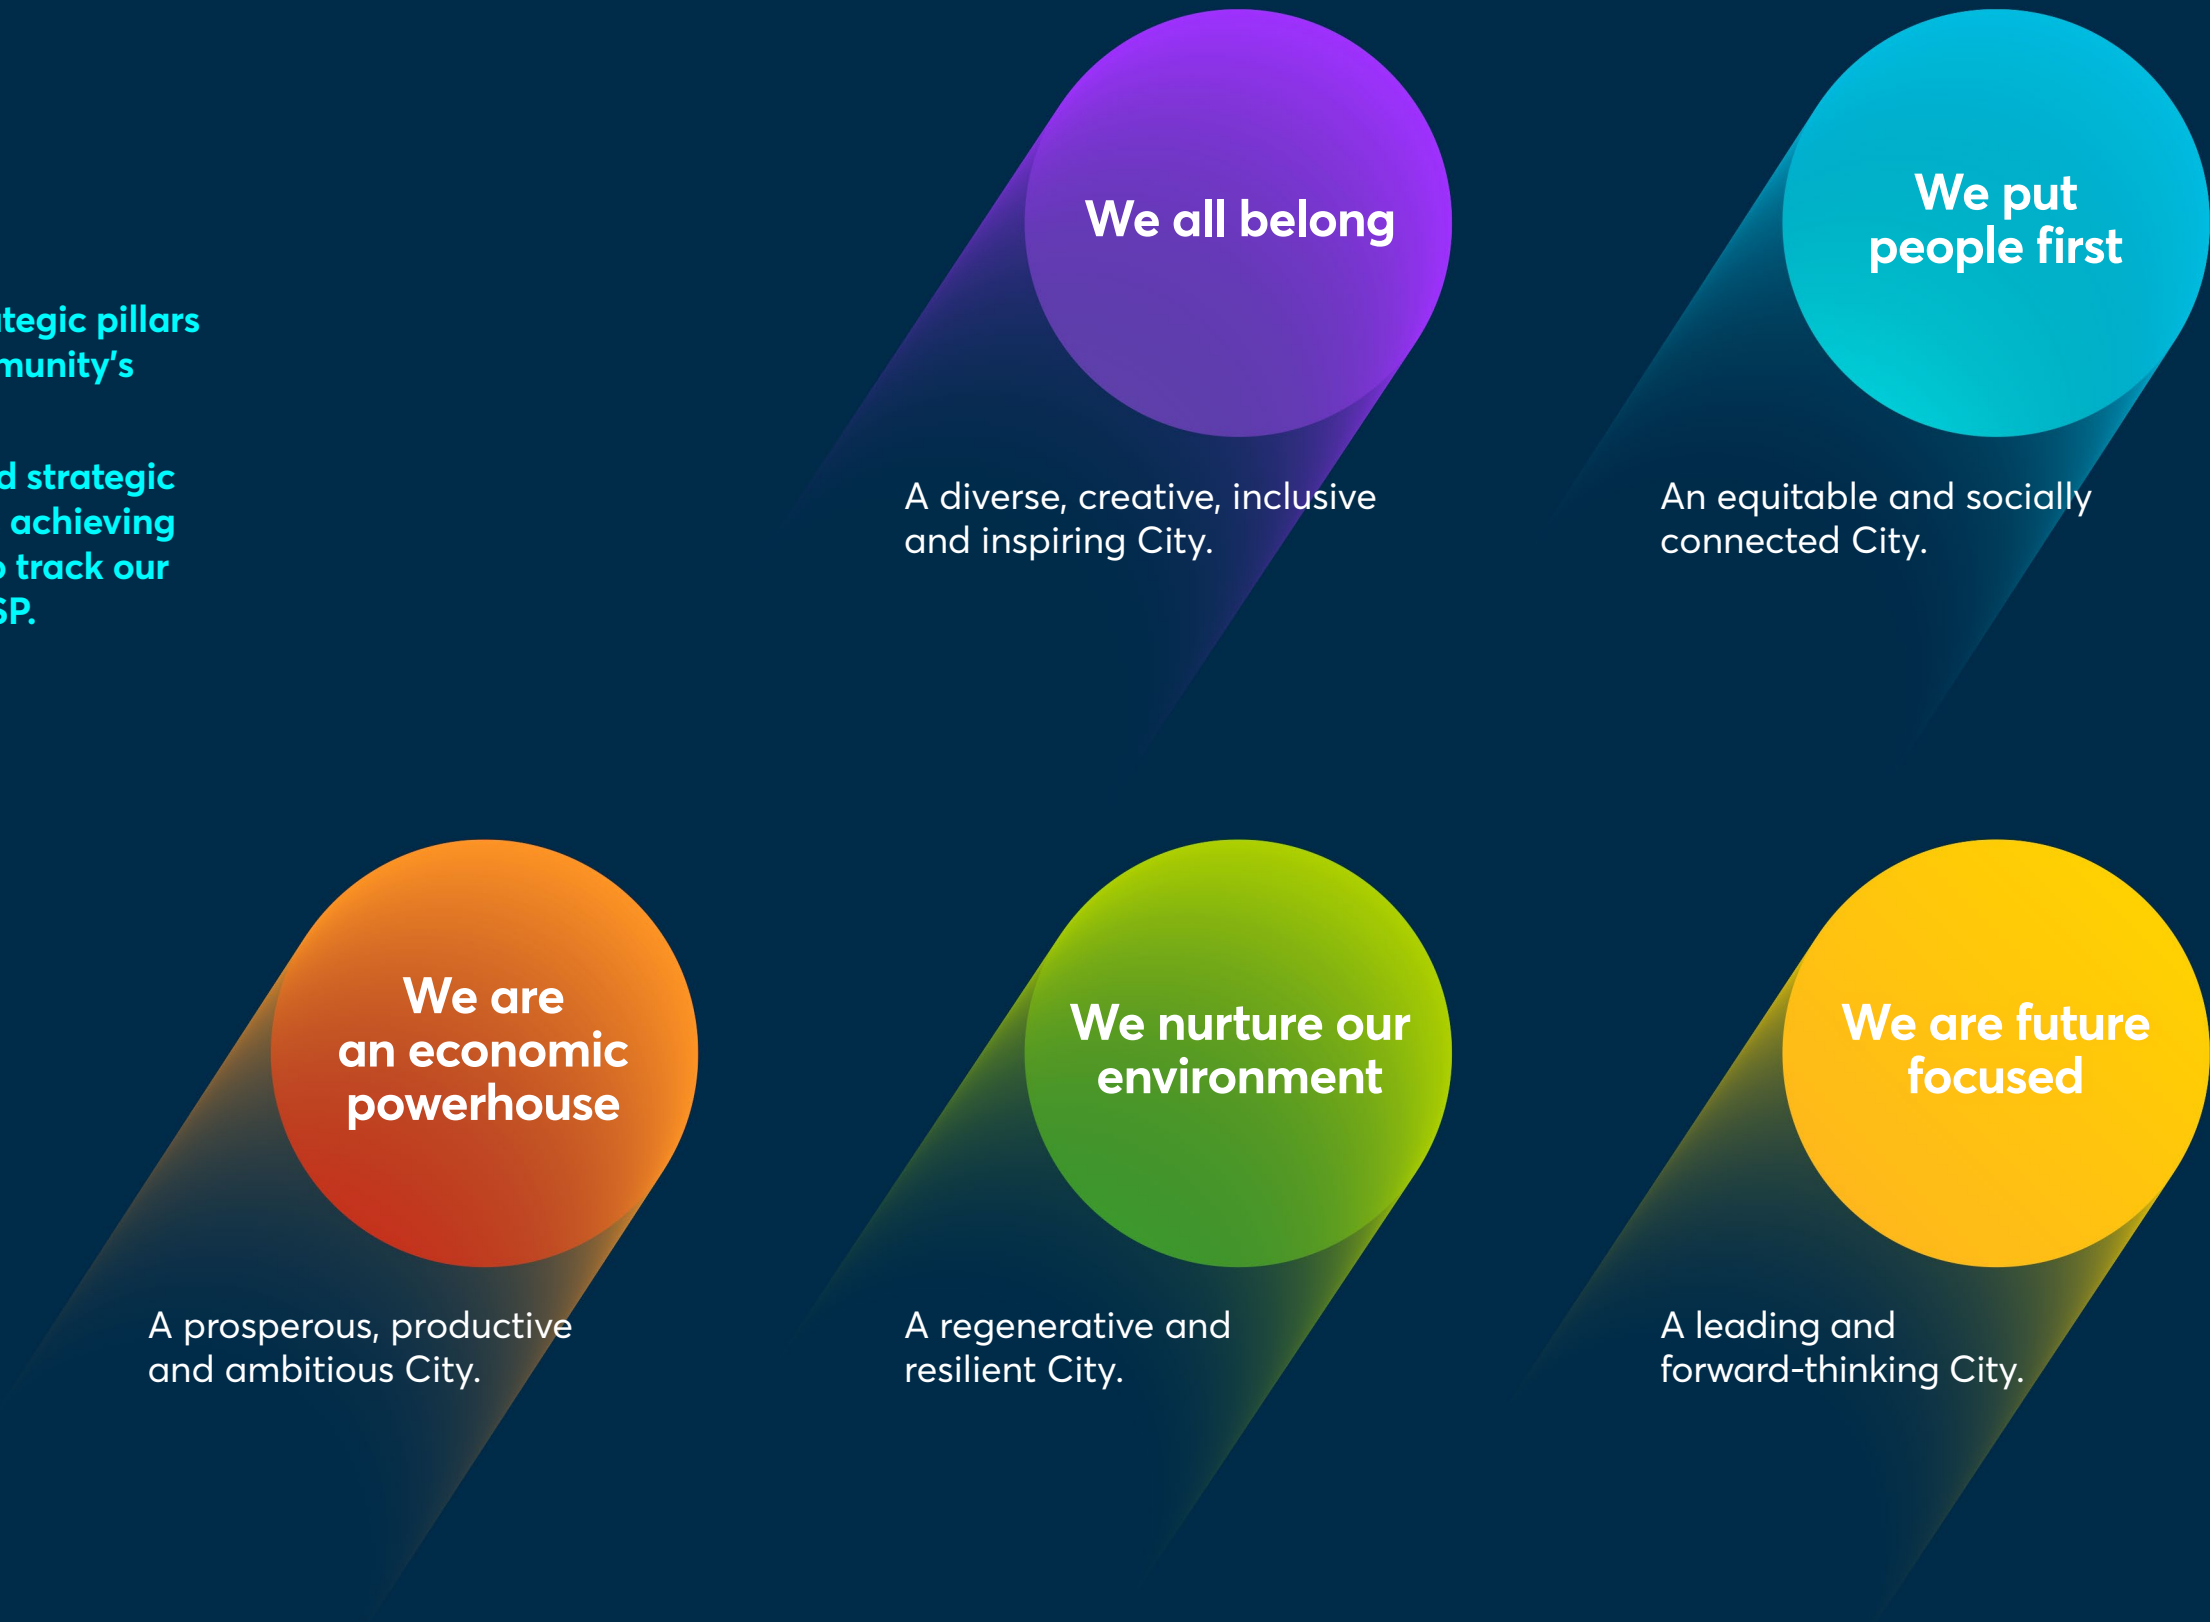 tegic pillars
munity's
d strategic
achieving
o track our
SP.
We all belong
A diverse, creative, inclusive
and inspiring City.
We put
people first
An equitable and socially
connected City.
We are
an economic
powerhouse
A prosperous, productive
and ambitious City.
We nurture our
environment
A regenerative and
resilient City.
We are future
focused
A leading and
forward-thinking City.